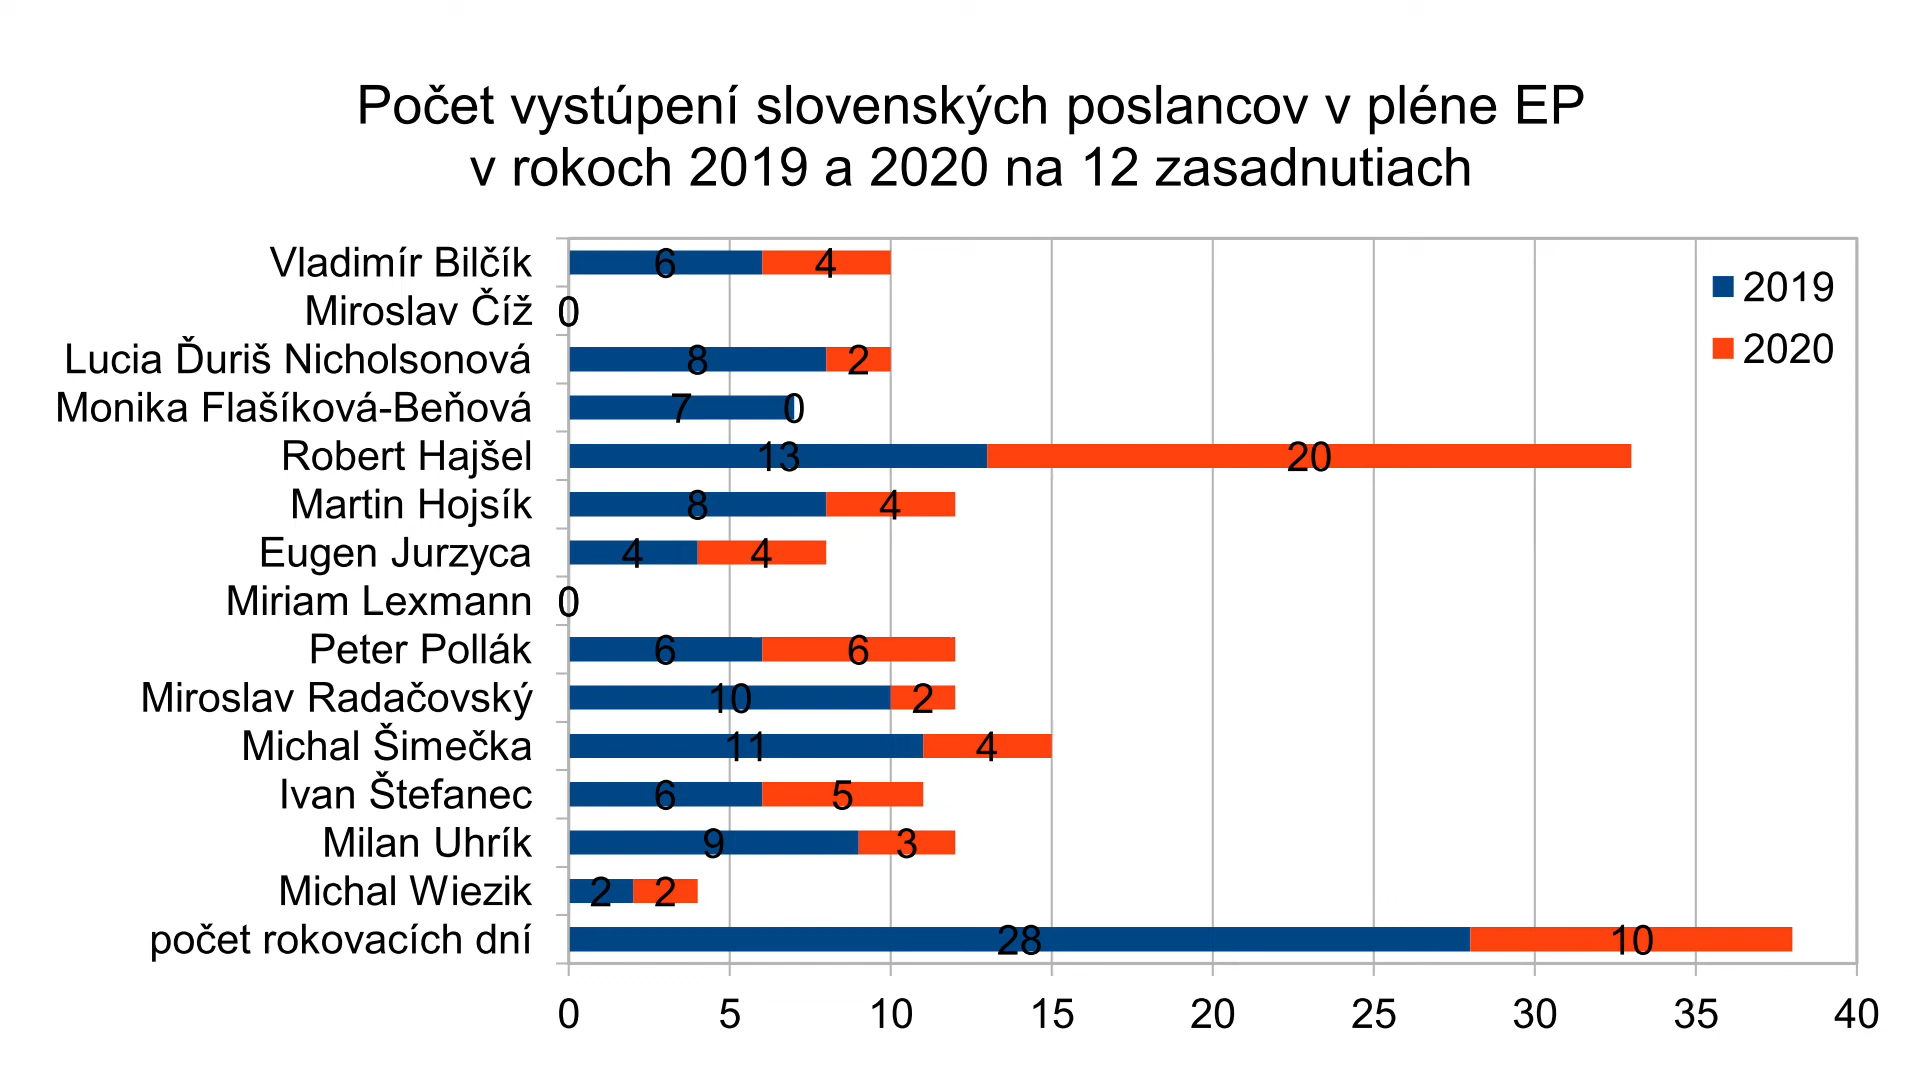 Počet vystúpení slovenských poslancov v pléne EP
v rokoch 2019 a 2020 na 12 zasadnutiach
2019
2020
Vladimír Bilčík 6 4
Miroslav Číž 0
Lucia Ďuriš Nicholsonová 8 2
Monika Flašíková-Beňová 7 0
Robert Hajšel 13 20
Martin Hojsík 8 4
Eugen Jurzyca 4 4
Miriam Lexmann 0
Peter Pollák 6 6
Miroslav Radačovský 10 2
Michal Šimečka 11 4
Ivan Štefanec 6 5
Milan Uhrík 9 3
Michal Wiezik 2 2
počet rokovacích dní 28 10
0 5 10 15 20 25 30 35 40